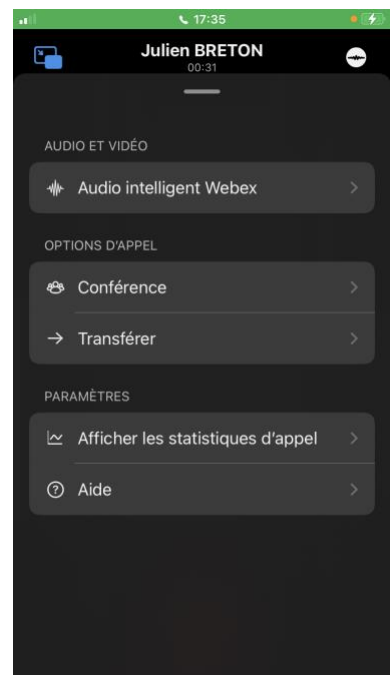 17:35
Julien BRETON
00:31
AUDIO ET VIDÉO
Audio intelligent Webex
OPTIONS D'APPEL
Conférence
Transférer
PARAMÈTRES
Afficher les statistiques d'appel
Aide